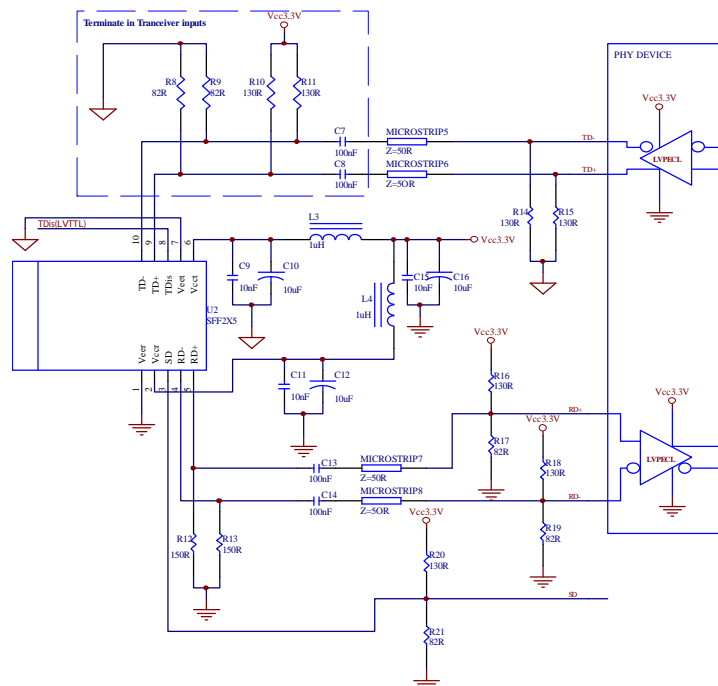 Terminate in Tranceiver inputs
Vcc3.3V
PHY DEVICE
R8
82R
R9
82R
R10
130R
R11
130R
Vcc3.3V
C7
100nF
MICROSTRIP5
Z=50R
TD-
LVPECL
C8
100nF
MICROSTRIP6
Z=5OR
TD+
R14
130R
R15
130R
TDis(LVTTL)
L3
1uH
Vcc3.3V
10
9
8
7
6
TD-
TD+
TDis
Veet
Vcct
C9
10nF
C10
10uF
C15
10nF
C16
10uF
L4
1uH
U2
SFF2X5
Veer
Vccr
SD
RD-
RD+
1
2
3
4
5
C11
10nF
C12
10uF
Vcc3.3V
R16
130R
Vcc3.3V
RD+
Vcc3.3V
R17
82R
LVPECL
C13
100nF
MICROSTRIP7
Z=50R
R18
130R
C14
100nF
MICROSTRIP8
Z=5OR
RD-
Vcc3.3V
R19
82R
R12
150R
R13
150R
R20
130R
SD
R21
82R